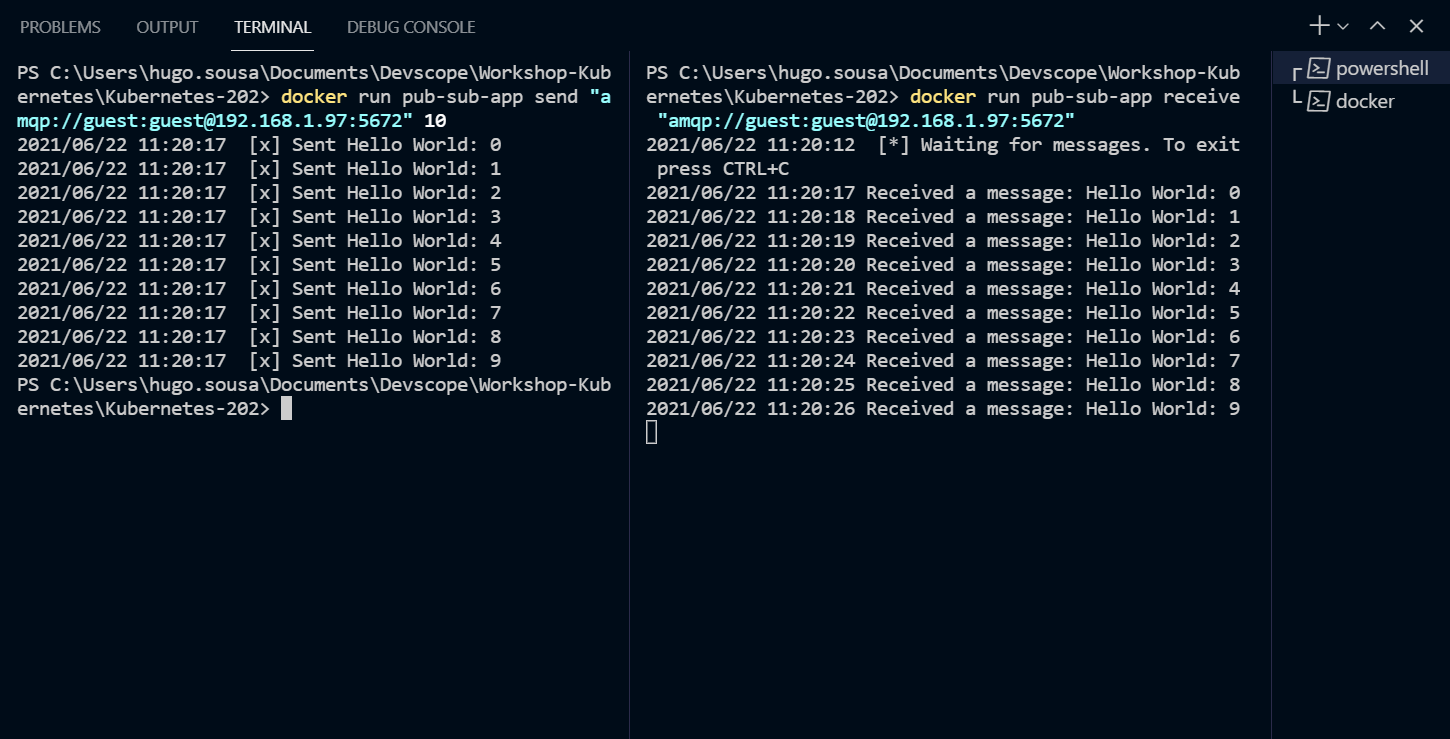 PROBLEMS OUTPUT TERMINAL DEBUG CONSOLE
PS C:\Users\hugo.sousa\Documents\Devscope\Workshop-Kub
ernetes\Kubernetes-202> docker run pub-sub-app send "a
mqp://guest:guest@192.168.1.97:5672" 10
2021/06/22 11:20:17  [x] Sent Hello World: 0
2021/06/22 11:20:17  [x] Sent Hello World: 1
2021/06/22 11:20:17  [x] Sent Hello World: 2
2021/06/22 11:20:17  [x] Sent Hello World: 3
2021/06/22 11:20:17  [x] Sent Hello World: 4
2021/06/22 11:20:17  [x] Sent Hello World: 5
2021/06/22 11:20:17  [x] Sent Hello World: 6
2021/06/22 11:20:17  [x] Sent Hello World: 7
2021/06/22 11:20:17  [x] Sent Hello World: 8
2021/06/22 11:20:17  [x] Sent Hello World: 9
PS C:\Users\hugo.sousa\Documents\Devscope\Workshop-Kub
ernetes\Kubernetes-202>
PS C:\Users\hugo.sousa\Documents\Devscope\Workshop-Kub
ernetes\Kubernetes-202> docker run pub-sub-app receive
 "amqp://guest:guest@192.168.1.97:5672"
2021/06/22 11:20:12  [*] Waiting for messages. To exit
 press CTRL+C
2021/06/22 11:20:17 Received a message: Hello World: 0
2021/06/22 11:20:18 Received a message: Hello World: 1
2021/06/22 11:20:19 Received a message: Hello World: 2
2021/06/22 11:20:20 Received a message: Hello World: 3
2021/06/22 11:20:21 Received a message: Hello World: 4
2021/06/22 11:20:22 Received a message: Hello World: 5
2021/06/22 11:20:23 Received a message: Hello World: 6
2021/06/22 11:20:24 Received a message: Hello World: 7
2021/06/22 11:20:25 Received a message: Hello World: 8
2021/06/22 11:20:26 Received a message: Hello World: 9
powershell
docker